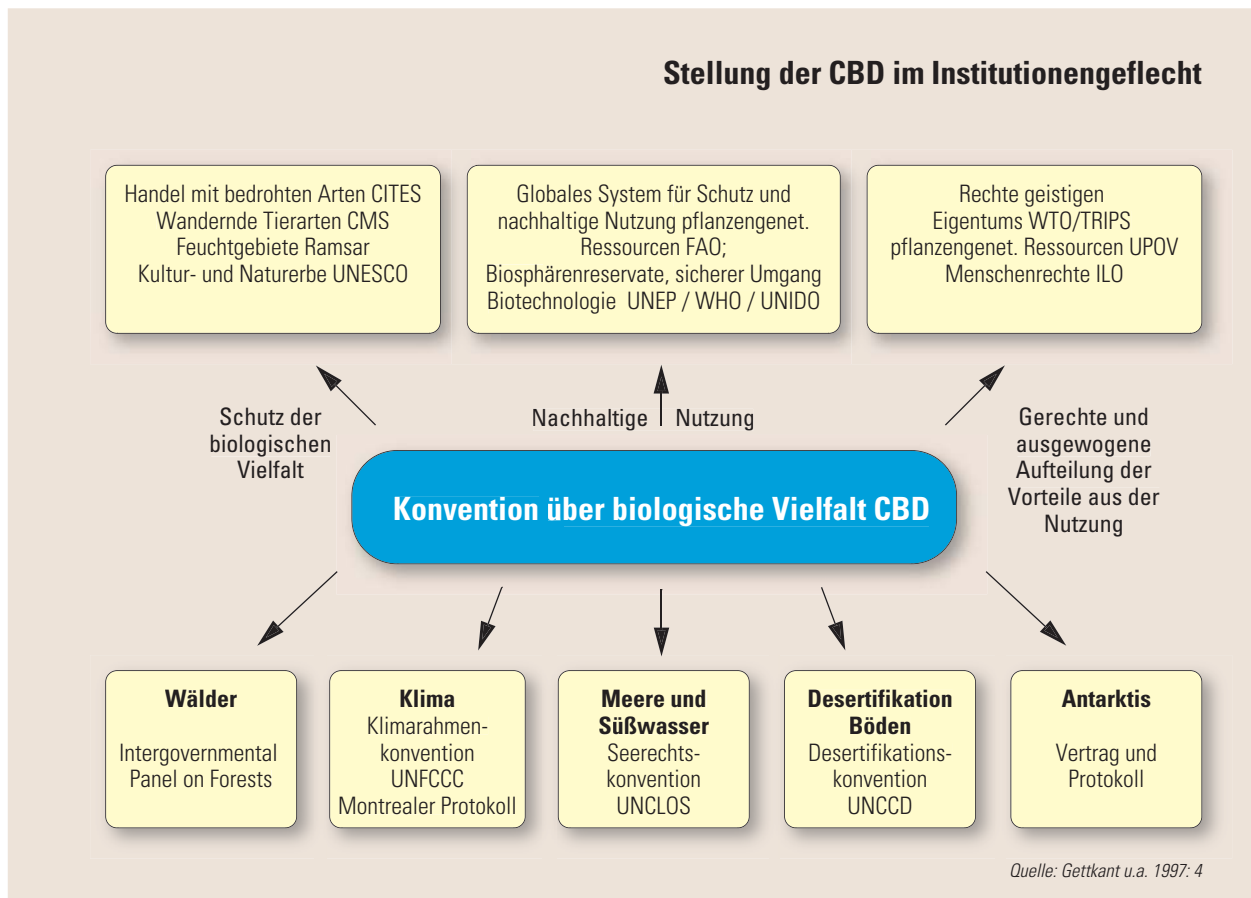 Stellung der CBD im Institutionengeflecht
Handel mit bedrohten Arten CITES
Wandernde Tierarten CMS
Feuchtgebiete Ramsar
Kultur- und Naturerbe UNESCO
Globales System für Schutz und
nachhaltige Nutzung pflanzengenet.
Ressourcen FAO;
Biosphärenreservate, sicherer Umgang
Biotechnologie UNEP / WHO / UNIDO
Rechte geistigen
Eigentums WTO/TRIPS
pflanzengenet. Ressourcen UPOV
Menschenrechte ILO
Schutz der
biologischen
Vielfalt
Nachhaltige Nutzung
Gerechte und
ausgewogene
Aufteilung der
Vorteile aus der
Nutzung
Konvention über biologische Vielfalt CBD
Wälder
Intergovernmental
Panel on Forests
Klima
Klimarahmen-
konvention
UNFCCC
Montrealer Protokoll
Meere und
Süßwasser
Seerechts-
konvention
UNCLOS
Desertifikation
Böden
Desertifikations-
konvention
UNCCD
Antarktis
Vertrag und
Protokoll
Quelle: Gettkant u.a. 1997: 4